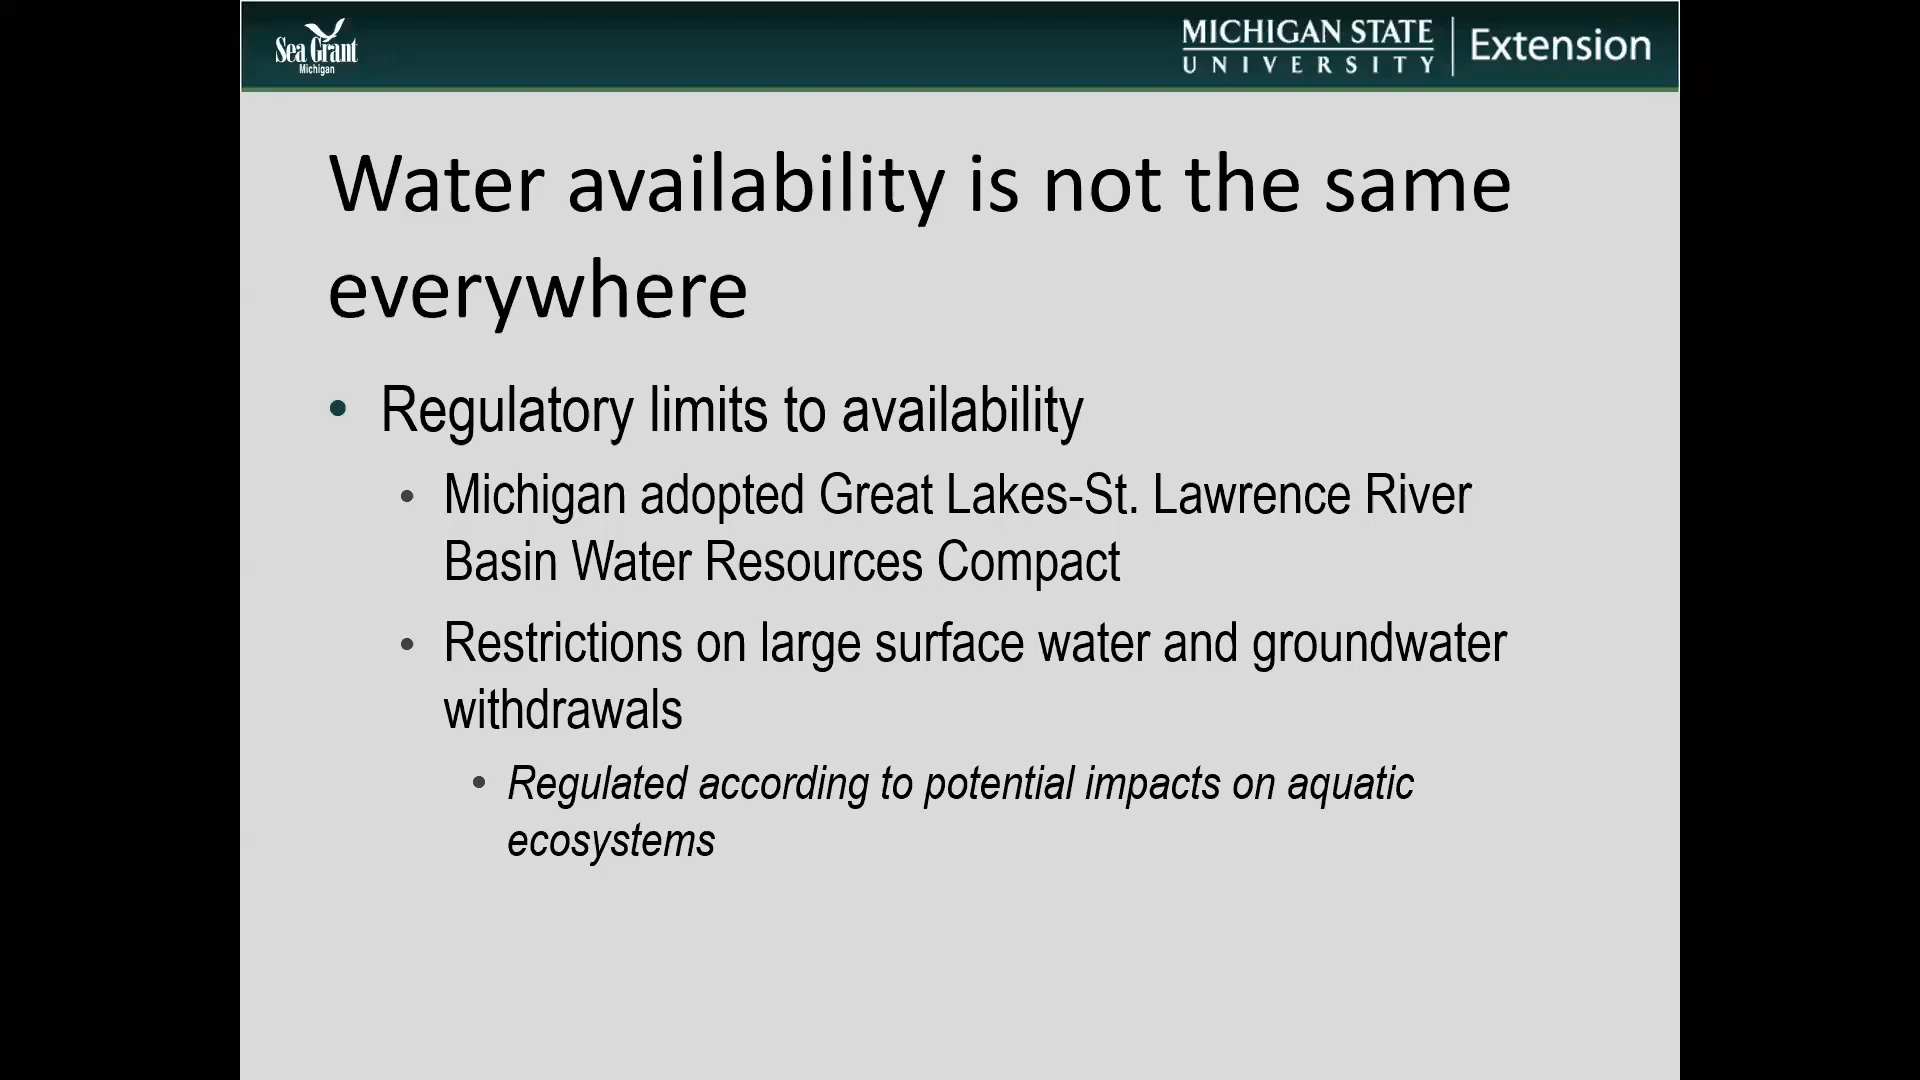 Sea Grant
Michigan
MICHIGAN STATE
UNIVERSITY
Extension
Water availability is not the same
everywhere
• Regulatory limits to availability
• Michigan adopted Great Lakes-St. Lawrence River
Basin Water Resources Compact
• Restrictions on large surface water and groundwater
withdrawals
• Regulated according to potential impacts on aquatic
ecosystems